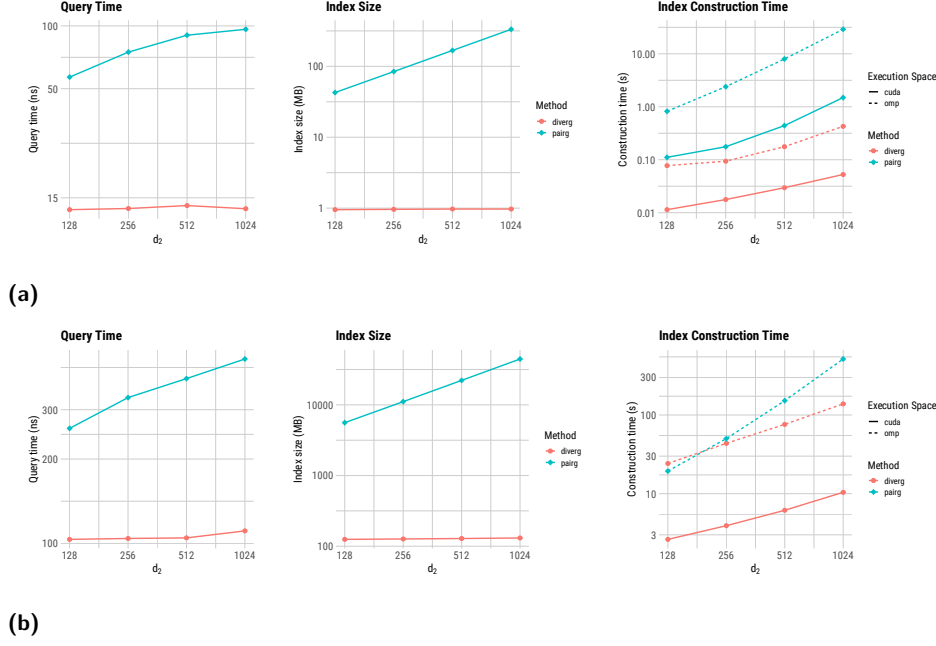 Query Time
100
50
15
Query time (ns)
128 256 512 1024
d₂
Index Size
100
10
1
Index size (MB)
128 256 512 1024
d₂
Method
diverg
pairg
Index Construction Time
10.00
1.00
0.10
0.01
Construction time (s)
128 256 512 1024
d₂
Execution Space
cuda
omp
Method
diverg
pairg
(a)
Query Time
300
200
100
Query time (ns)
128 256 512 1024
d₂
Index Size
10000
1000
100
Index size (MB)
128 256 512 1024
d₂
Method
diverg
pairg
Index Construction Time
300
100
30
10
3
Construction time (s)
128 256 512 1024
d₂
Execution Space
cuda
omp
Method
diverg
pairg
(b)